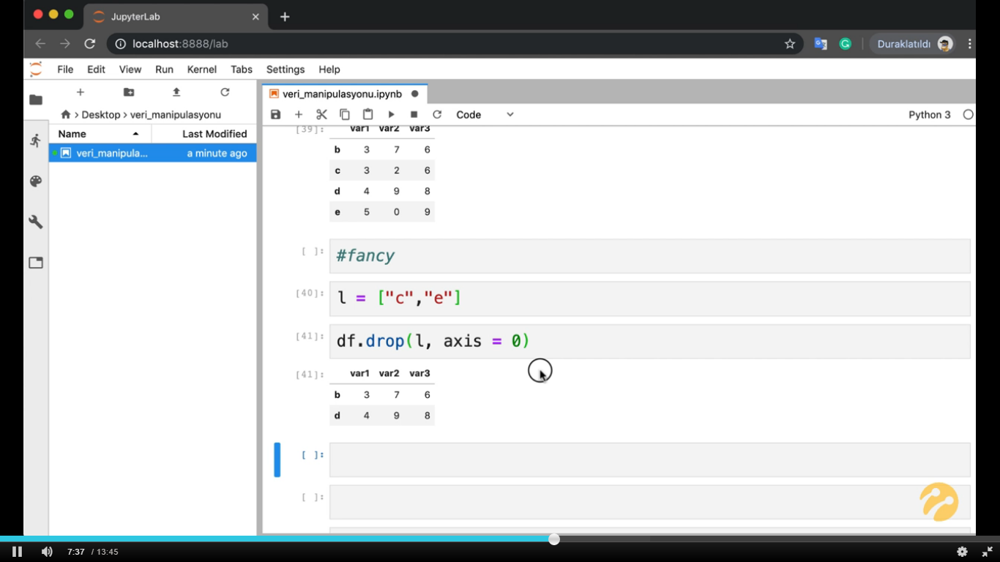 JupyterLab
localhost:8888/lab
Duraklatıldı
File Edit View Run Kernel Tabs Settings Help
veri_manipulasyonu.ipynb
Desktop > veri_manipulasyonu
Code
Python 3
Name Last Modified
veri_manipula... a minute ago
[39]: var1 var2 var3
b 3 7 6
c 3 2 6
d 4 9 8
e 5 0 9
[ ]: #fancy
[40]: l = ["c","e"]
[41]: df.drop(l, axis = 0)
[41]: var1 var2 var3
b 3 7 6
d 4 9 8
[ ]:
[ ]:
7:37 / 13:45